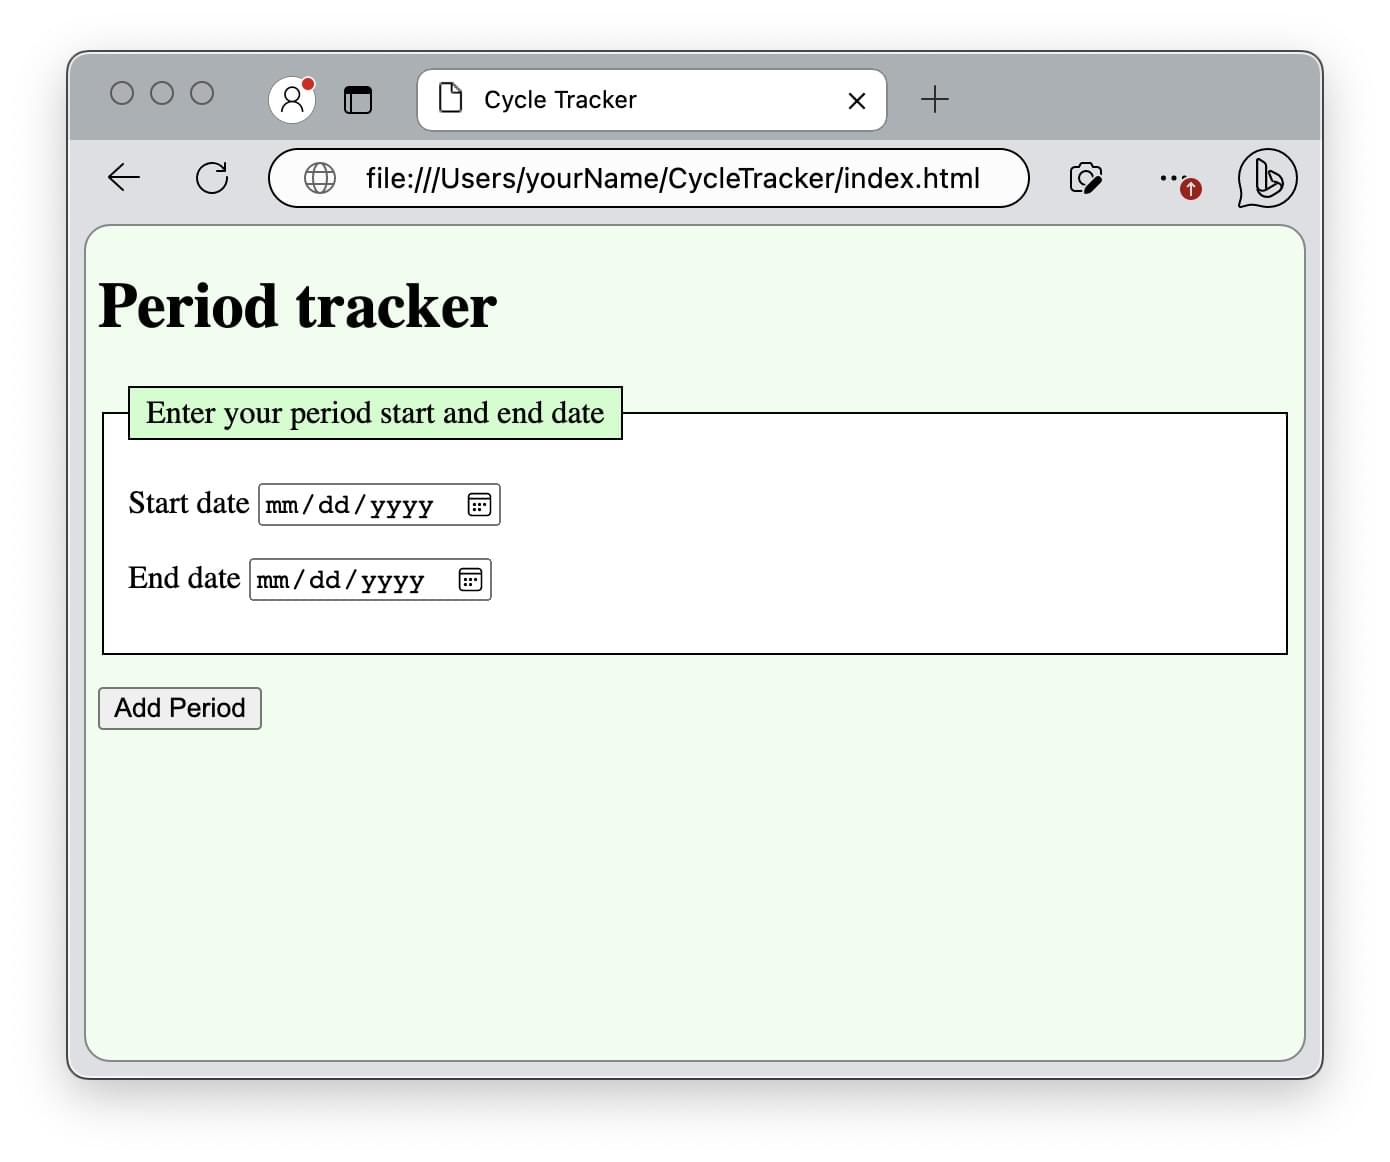 Cycle Tracker
file:///Users/yourName/CycleTracker/index.html
Period tracker
Enter your period start and end date
Start date mm/dd/yyyy
End date mm/dd/yyyy
Add Period